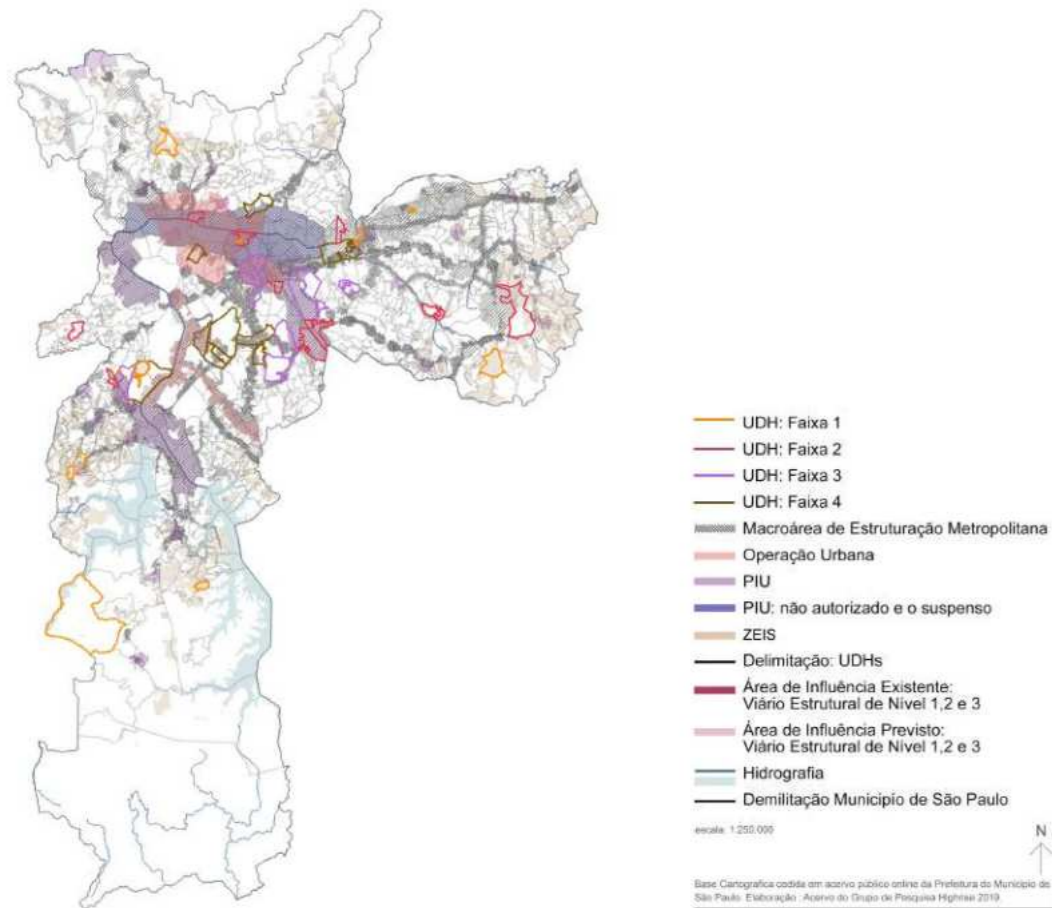 UDH: Faixa 1
UDH: Faixa 2
UDH: Faixa 3
UDH: Faixa 4
Macroárea de Estruturação Metropolitana
Operação Urbana
PIU
PIU: não autorizado e o suspenso
ZEIS
Delimitação: UDHs
Área de Influência Existente:
Viário Estrutural de Nível 1,2 e 3
Área de Influência Previsto:
Viário Estrutural de Nível 1,2 e 3
Hidrografia
Demilitação Município de São Paulo
escala: 1:250.000
N
Base Cartografica cedida em acervo público online da Prefeitura do Município de
São Paulo. Elaboração : Acervo do Grupo de Pesquisa Highrise 2019.